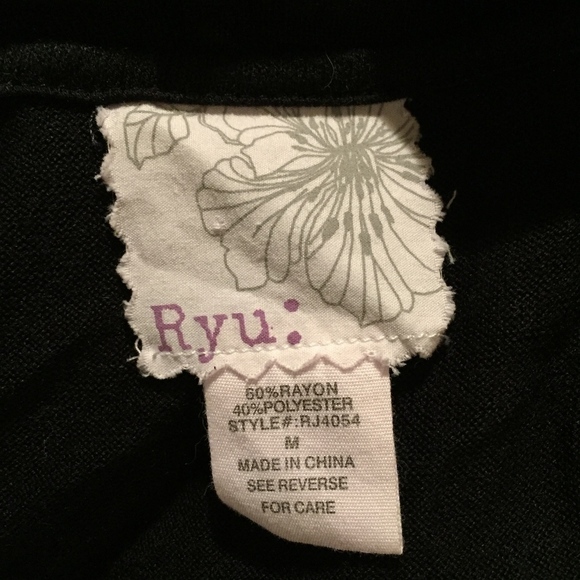 Ryu:
60%RAYON
40%POLYESTER
STYLE#:RJ4054
M
MADE IN CHINA
SEE REVERSE
FOR CARE